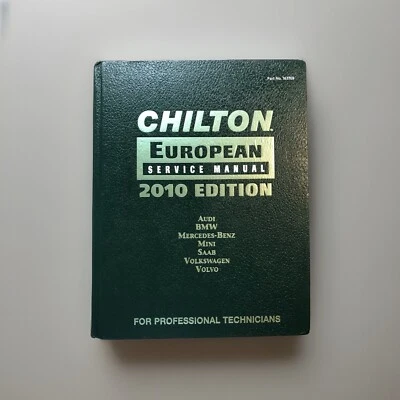 CHILTON
EUROPEAN
SERVICE MANUAL
2010 EDITION
AUDI
BMW
MERCEDES-BENZ
MINI
SAAB
VOLKSWAGEN
VOLVO
FOR PROFESSIONAL TECHNICIANS